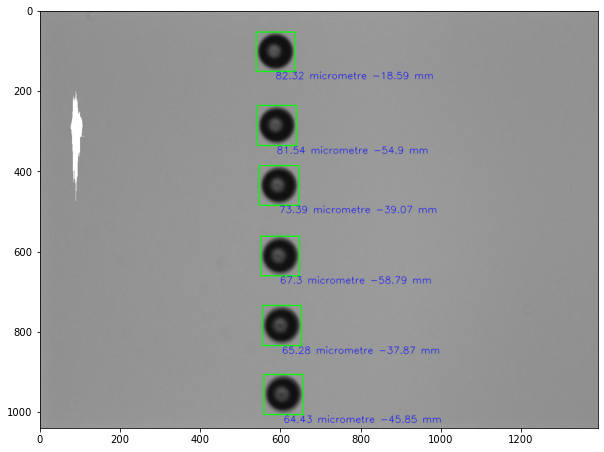 0
82.32 micrometre -18.59 mm
200
81.54 micrometre -54.9 mm
400
73.39 micrometre -39.07 mm
600
67.3 micrometre -58.79 mm
800
65.28 micrometre -37.87 mm
1000
64.43 micrometre -45.85 mm
0 200 400 600 800 1000 1200